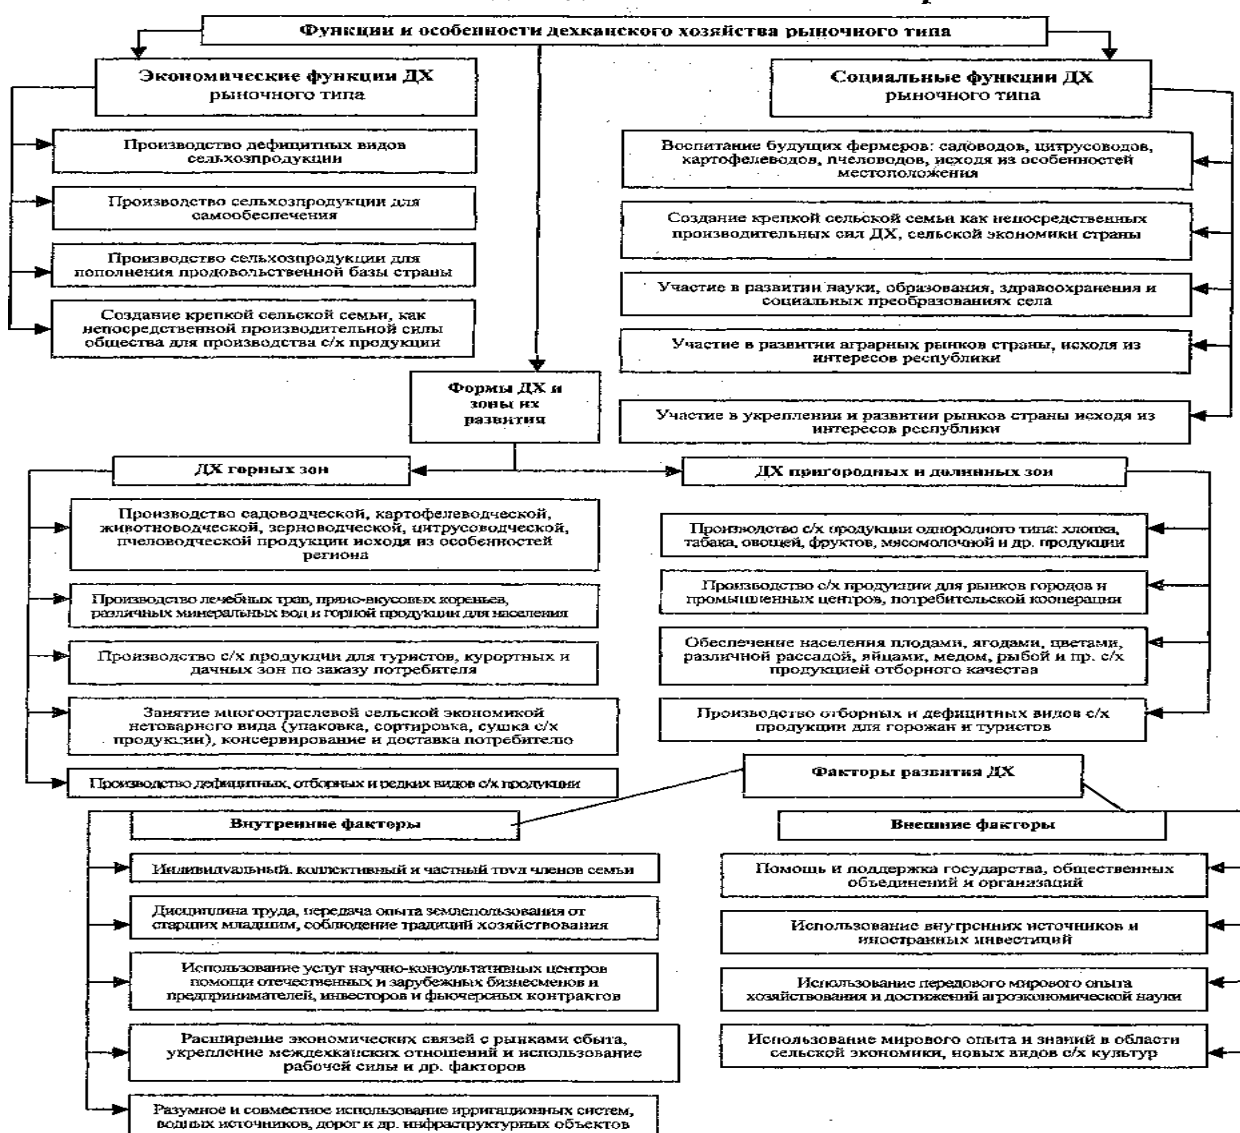 Функции и особенности дехканского хозяйства рыночного типа
Экономические функции ДХ
рыночного типа
Производство дефицитных видов
сельхозпродукции
Производство сельхозпродукции для
самообеспечения
Производство сельхозпродукции для
пополнения продовольственной базы страны
Создание крепкой сельской семьи, как
непосредственной производительной силы
общества для производства с/х продукции
Социальные функции ДХ
рыночного типа
Воспитание будущих фермеров: садоводов, цитрусоводов,
картофелеводов, пчеловодов, исходя из особенностей
местоположения
Создание крепкой сельской семьи как непосредственных
производительных сил ДХ, сельской экономики страны
Участие в развитии науки, образования, здравоохранения и
социальных преобразованиях села
Участие в развитии аграрных рынков страны, исходя из
интересов республики
Участие в укреплении и развитии рынков страны исходя из
интересов республики
Формы ДХ и
зоны их
развития
ДХ горных зон
Производство садоводческой, картофелеводческой,
животноводческой, зерноводческой, цитрусоводческой,
пчеловодческой продукции исходя из особенностей
региона
Производство лечебных трав, пряно-вкусовых кореньев,
различных минеральных вод и горной продукции для населения
Производство с/х продукции для туристов, курортных и
дачных зон по заказу потребителя
Занятие многоотраслевой сельской экономикой
нетоварного вида (упаковка, сортировка, сушка с/х
продукции), консервирование и доставка потребителю
Производство дефицитных, отборных и редких видов с/х продукции
ДХ пригородных и долинных зон
Производство с/х продукции однородного типа: хлопка,
табака, овощей, фруктов, мясомолочной и др. продукции
Производство с/х продукции для рынков городов и
промышленных центров, потребительской кооперации
Обеспечение населения плодами, ягодами, цветами,
различной рассадой, яйцами, медом, рыбой и пр. с/х
продукцией отборного качества
Производство отборных и дефицитных видов с/х
продукции для горожан и туристов
Факторы развития ДХ
Внутренние факторы
Индивидуальный, коллективный и частный труд членов семьи
Дисциплина труда, передача опыта землепользования от
старших младшим, соблюдение традиций хозяйствования
Использование услуг научно-консультативных центров
помощи отечественных и зарубежных бизнесменов и
предпринимателей, инвесторов и фьючерсных контрактов
Расширение экономических связей с рынками сбыта,
укрепление междехканских отношений и использование
рабочей силы и др. факторов
Разумное и совместное использование ирригационных систем,
водных источников, дорог и др. инфраструктурных объектов
Внешние факторы
Помощь и поддержка государства, общественных
объединений и организаций
Использование внутренних источников и
иностранных инвестиций
Использование передового мирового опыта
хозяйствования и достижений агроэкономической науки
Использование мирового опыта и знаний в области
сельской экономики, новых видов с/х культур